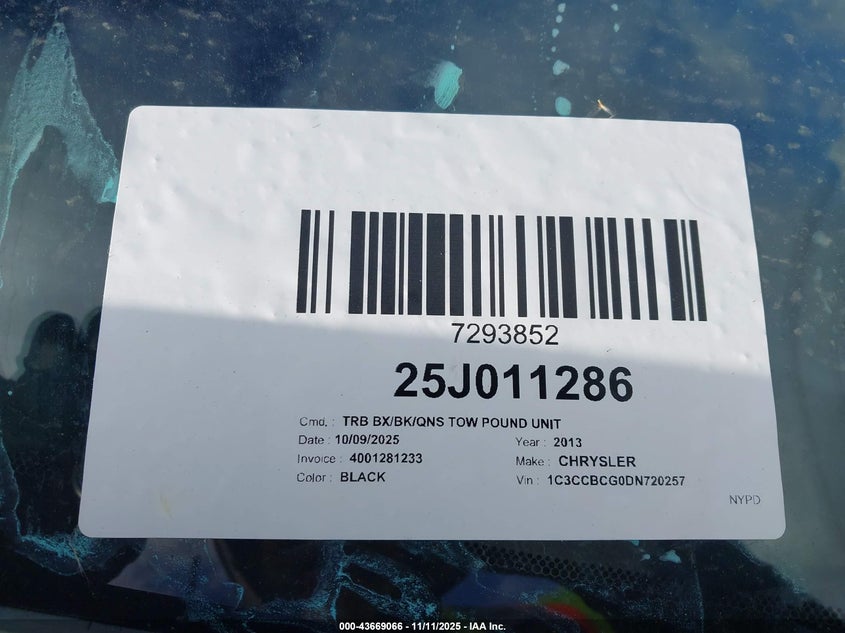 7293852
25J011286
Cmd. : TRB BX/BK/QNS TOW POUND UNIT
Date : 10/09/2025 Year : 2013
Invoice : 4001281233 Make : CHRYSLER
Color : BLACK Vin : 1C3CCBCG0DN720257
NYPD
000-43669066 - 11/11/2025 - IAA Inc.